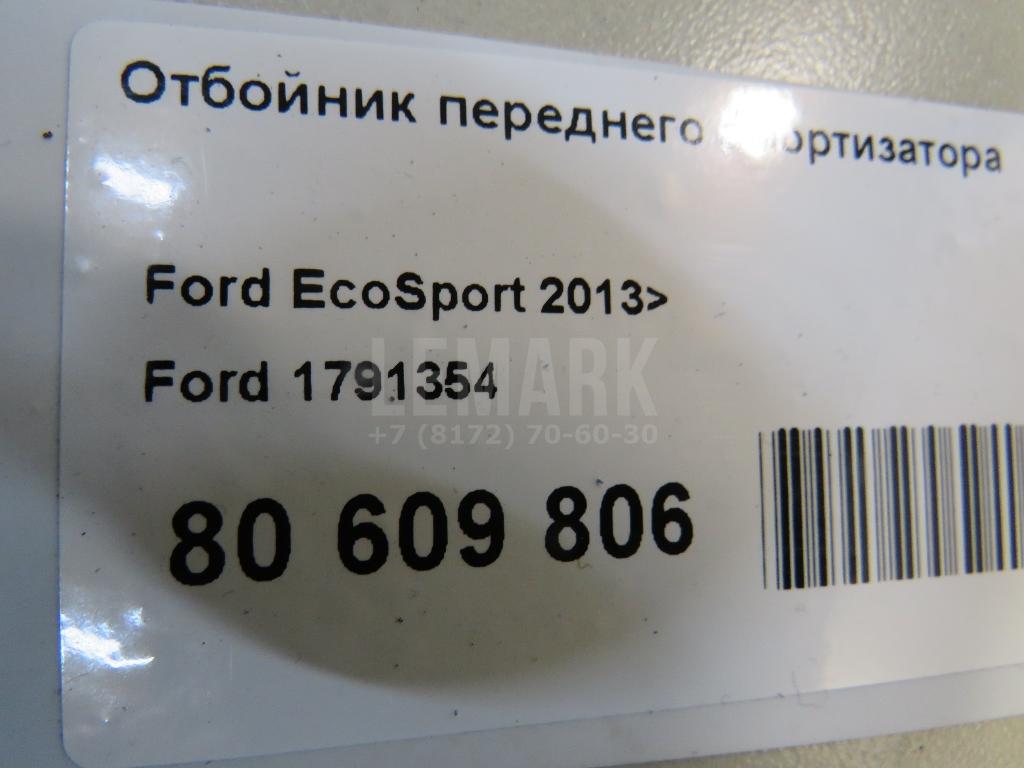 Отбойник переднего
Ford EcoSport 2013>
Ford 1791354
LEMARK
+7 (8172) 70-60-30
80 609 806